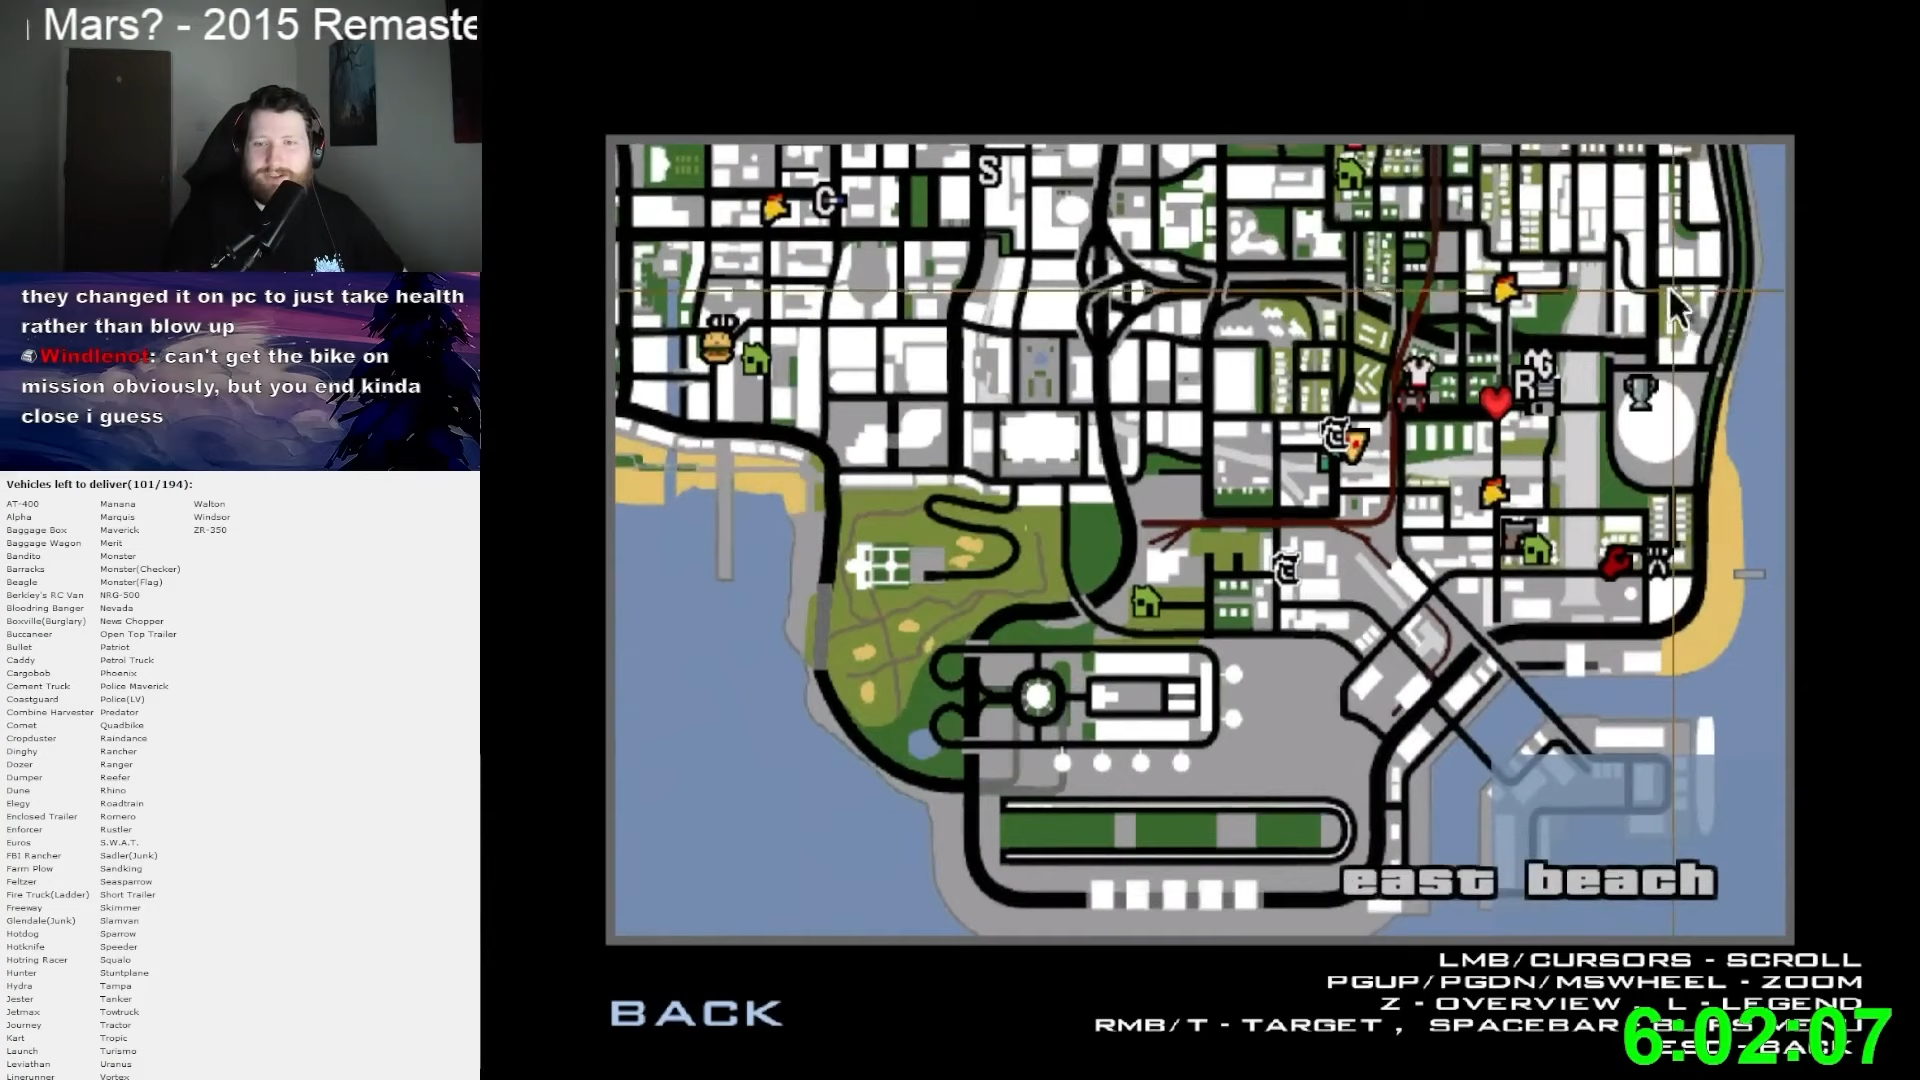 Mars? - 2015 Remaste
they changed it on pc to just take health
rather than blow up
Windlenot: can't get the bike on
mission obviously, but you end kinda
close i guess
Vehicles left to deliver(101/194):
AT-400 Manana Walton
Alpha Marquis Windsor
Baggage Box Maverick ZR-350
Baggage Wagon Merit
Bandito Monster
Barracks Monster(Checker)
Beagle Monster(Flag)
Berkley's RC Van NRG-500
Bloodring Banger Nevada
Boxville(Burglary) News Chopper
Buccaneer Open Top Trailer
Bullet Patriot
Caddy Petrol Truck
Cargobob Phoenix
Cement Truck Police Maverick
Coastguard Police(LV)
Combine Harvester Predator
Comet Quadbike
Cropduster Raindance
Dinghy Rancher
Dozer Ranger
Dumper Reefer
Dune Rhino
Elegy Roadtrain
Enclosed Trailer Romero
Enforcer Rustler
Euros S.W.A.T.
FBI Rancher Sadler(Junk)
Farm Plow Sandking
Feltzer Seasparrow
Fire Truck(Ladder) Short Trailer
Freeway Skimmer
Glendale(Junk) Slamvan
Hotdog Sparrow
Hotknife Speeder
Hotring Racer Squalo
Hunter Stuntplane
Hydra Tampa
Jester Tanker
Jetmax Towtruck
Journey Tractor
Kart Tropic
Launch Turismo
Leviathan Uranus
Linerunner Vortex
S
C
G
R
east beach
BACK
LMB/CURSORS - SCROLL
PGUP/PGDN/MSWHEEL - ZOOM
Z - OVERVIEW , L - LEGEND
RMB/T - TARGET , SPACEBAR
ESC - BACK
6:02:07